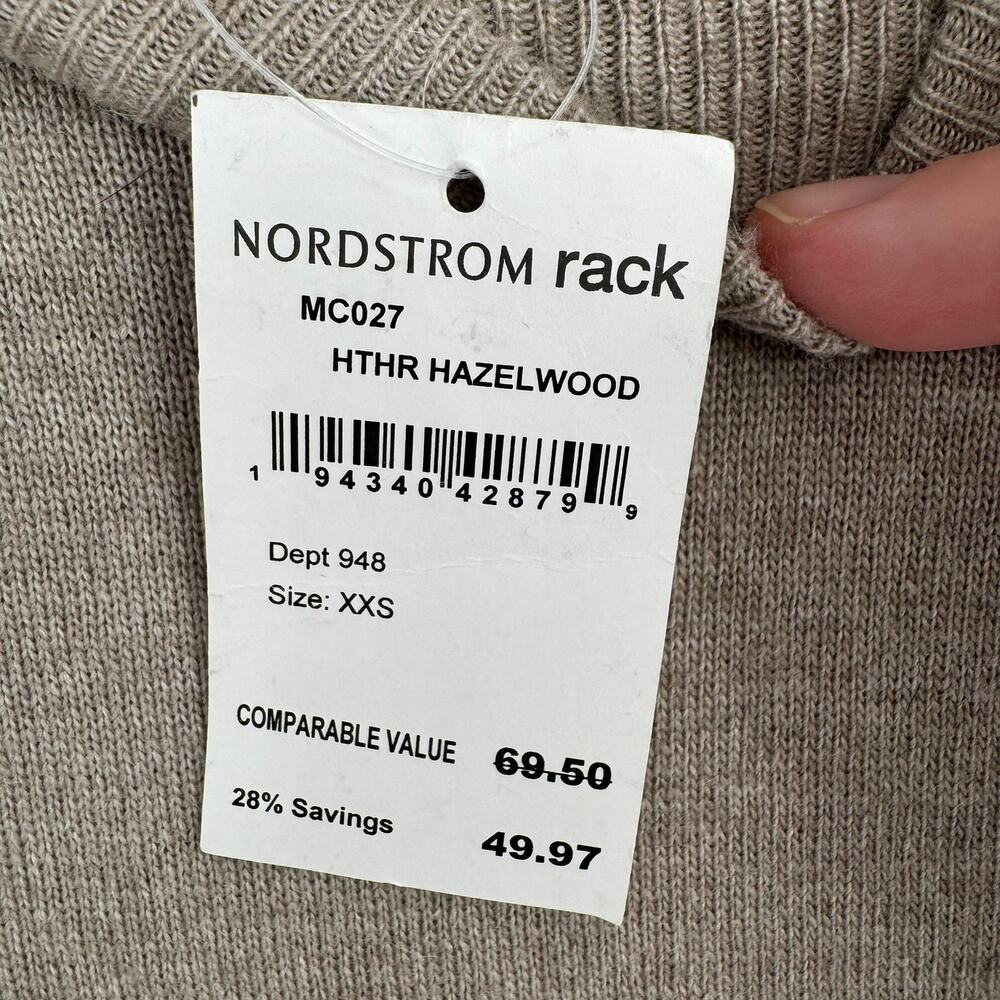 NORDSTROM rack
MC027
HTHR HAZELWOOD
1 94340 42879 9
Dept 948
Size: XXS
COMPARABLE VALUE 69.50
28% Savings 49.97